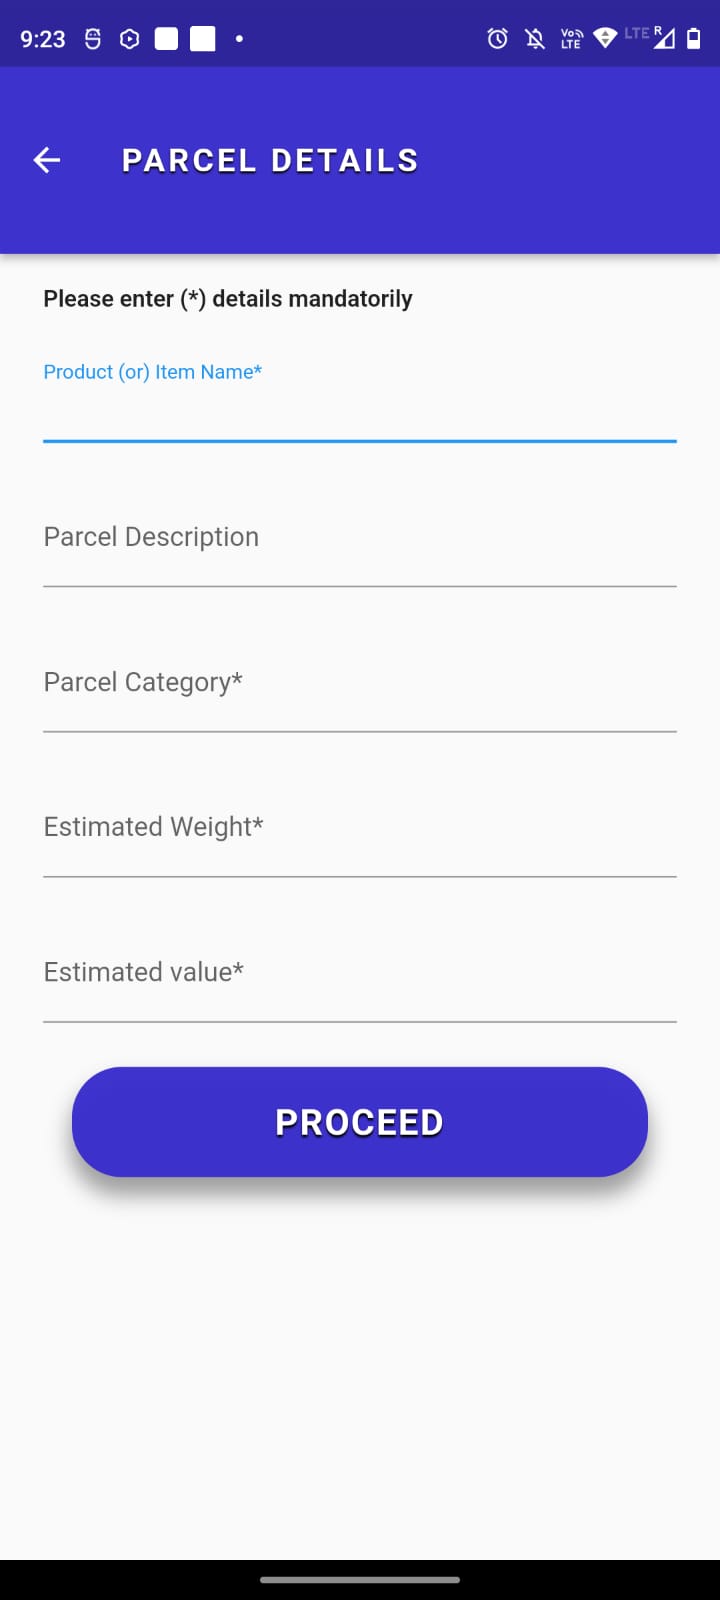 9:23
Vo LTE
LTE R
PARCEL DETAILS
Please enter (*) details mandatorily
Product (or) Item Name*
Parcel Description
Parcel Category*
Estimated Weight*
Estimated value*
PROCEED